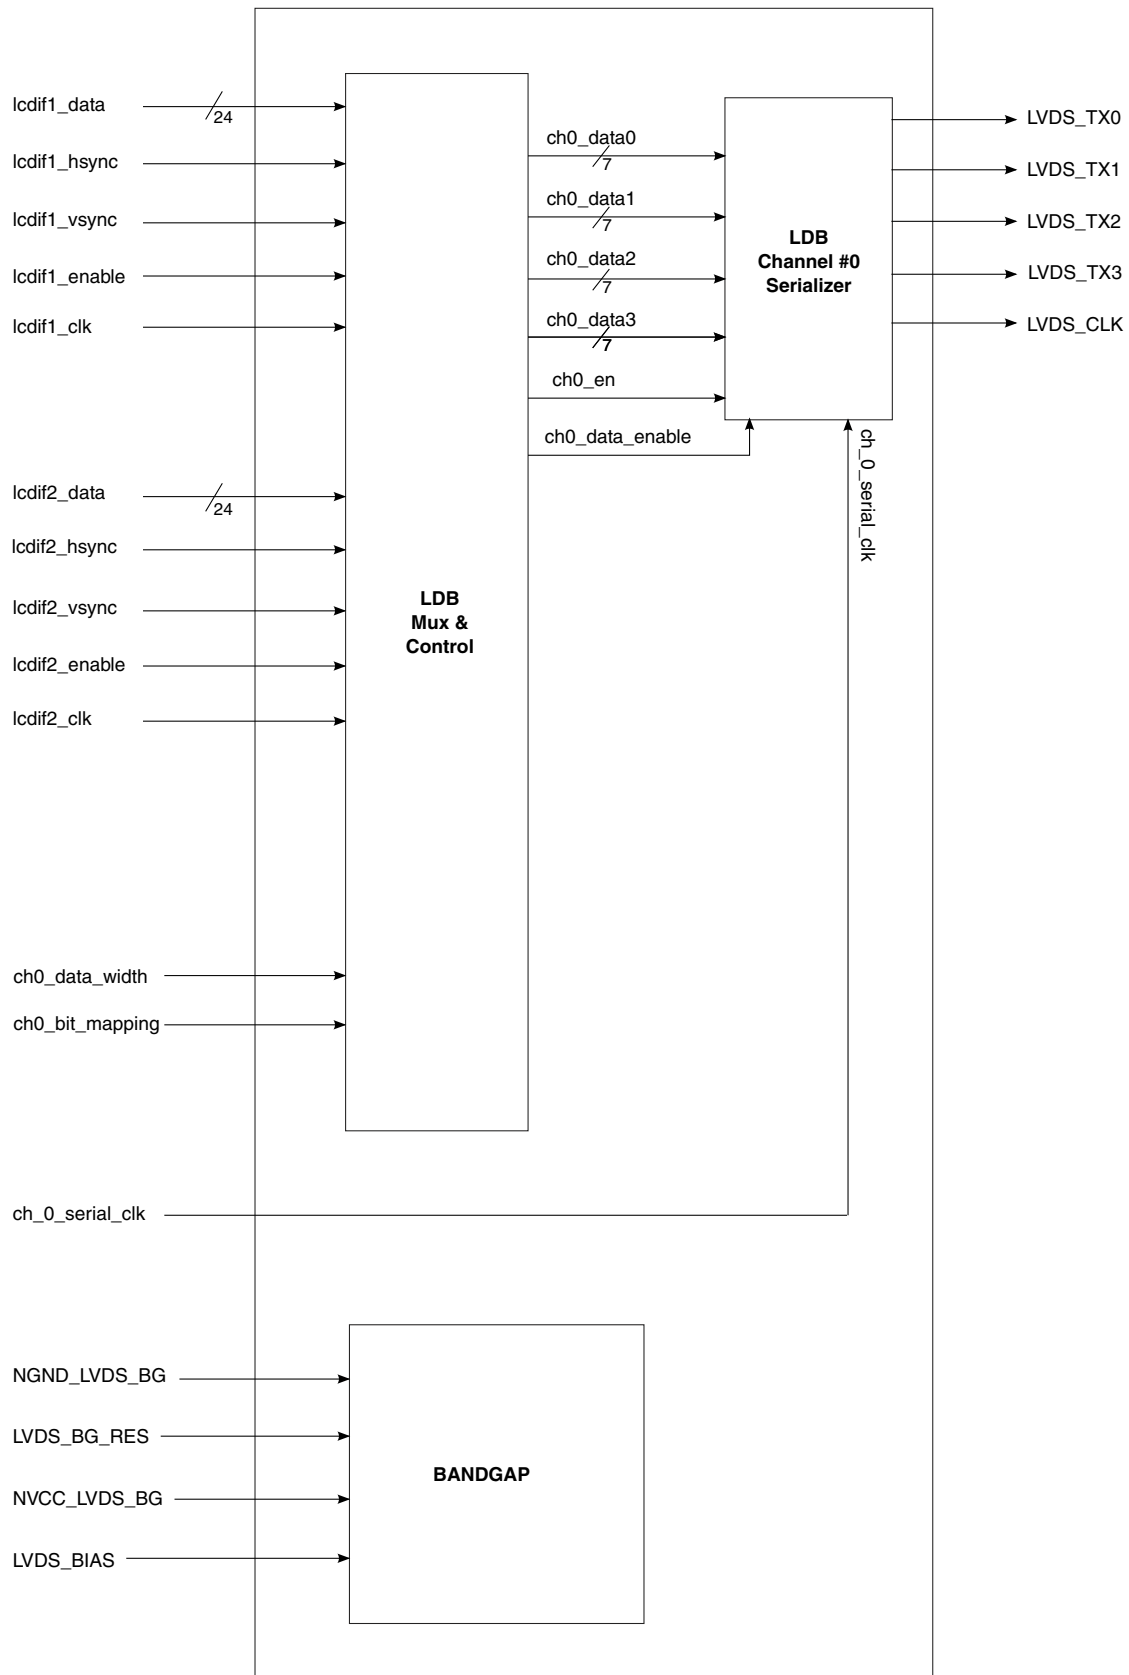 lcdif1_data
24
lcdif1_hsync
lcdif1_vsync
lcdif1_enable
lcdif1_clk
lcdif2_data
24
lcdif2_hsync
lcdif2_vsync
lcdif2_enable
lcdif2_clk
ch0_data_width
ch0_bit_mapping
LDB
Mux &
Control
ch0_data0
7
ch0_data1
7
ch0_data2
7
ch0_data3
7
ch0_en
ch0_data_enable
LDB
Channel #0
Serializer
ch_0_serial_clk
LVDS_TX0
LVDS_TX1
LVDS_TX2
LVDS_TX3
LVDS_CLK
ch_0_serial_clk
NGND_LVDS_BG
LVDS_BG_RES
NVCC_LVDS_BG
LVDS_BIAS
BANDGAP